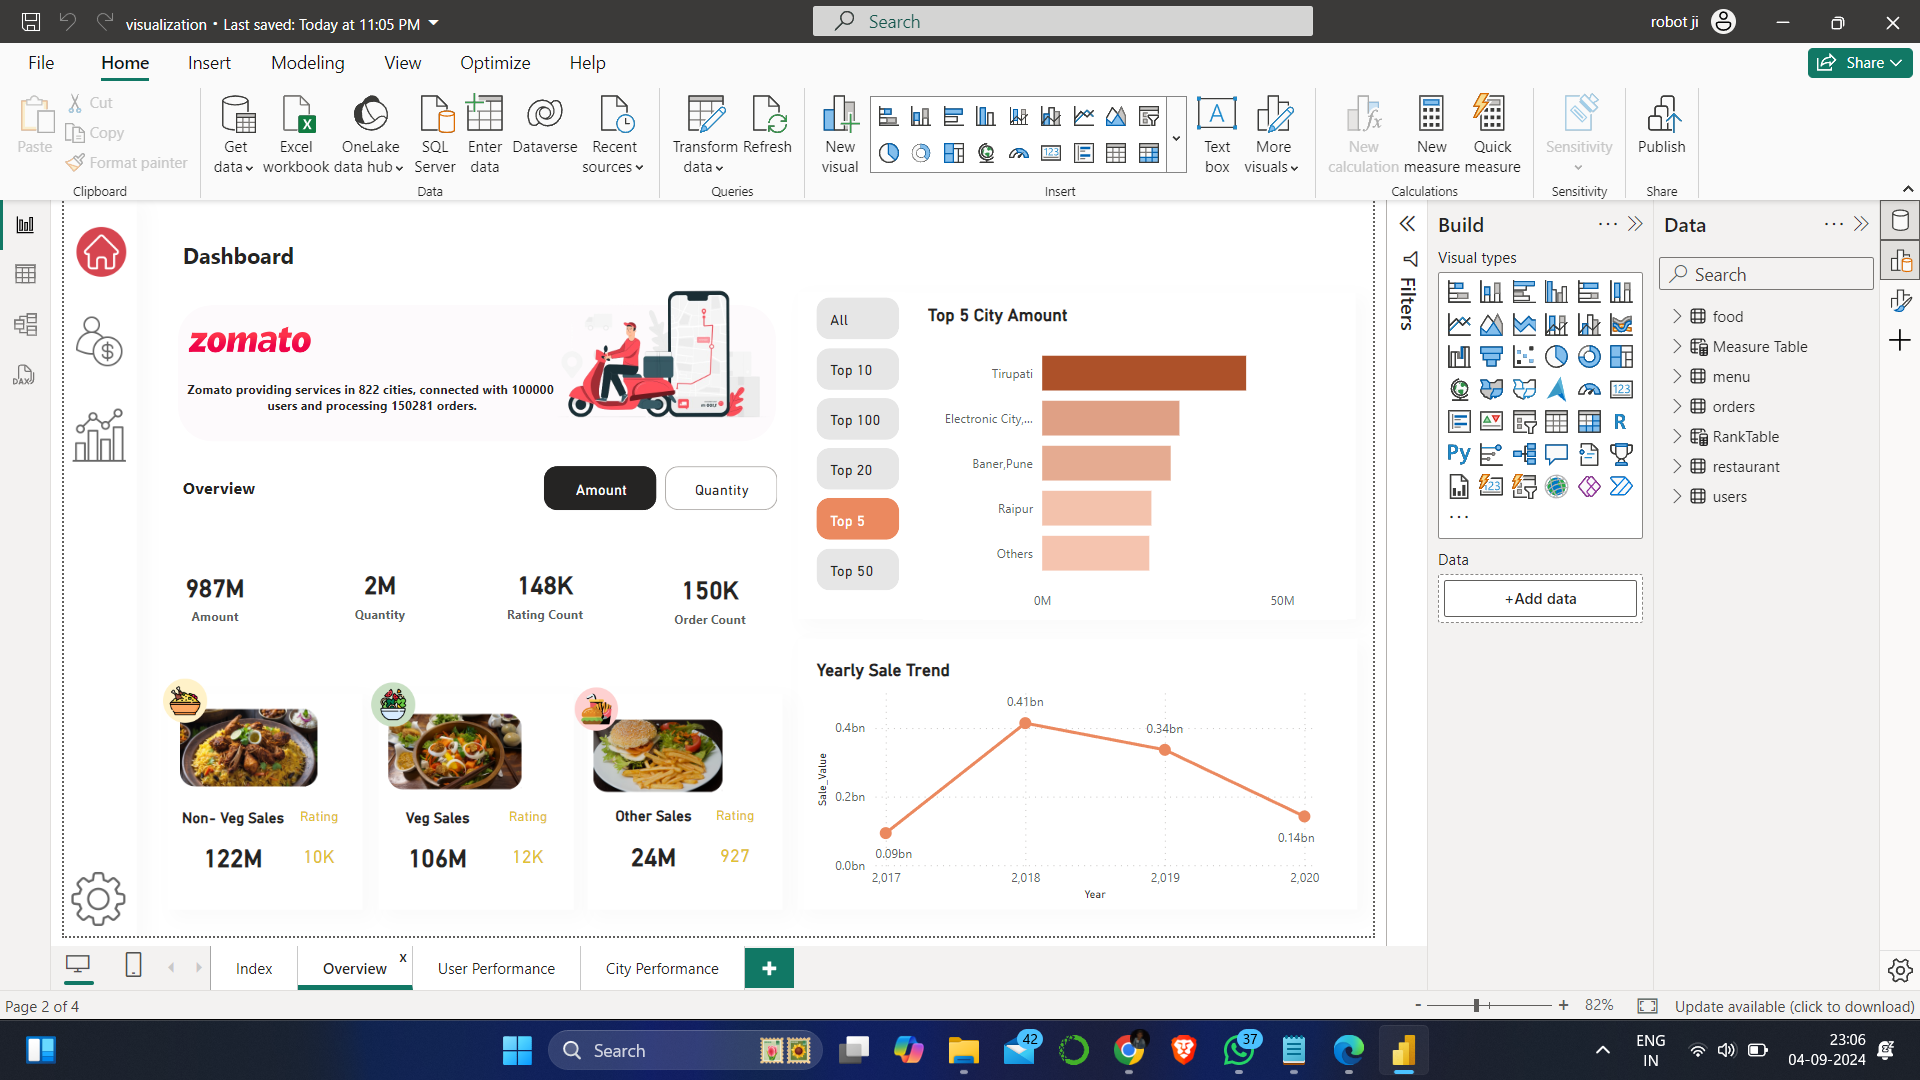 visualization • Last saved: Today at 11:05 PM
Search
robot ji
File
Home
Insert
Modeling
View
Optimize
Help
Share
Paste
Cut
Copy
Format painter
Clipboard
Get data
Excel workbook
OneLake data hub
SQL Server
Enter data
Dataverse
Recent sources
Data
Transform data
Refresh
Queries
New visual
Text box
More visuals
Insert
New calculation
New measure
Quick measure
Calculations
Sensitivity
Sensitivity
Publish
Share
Dashboard
zomato
Zomato providing services in 822 cities, connected with 100000
users and processing 150281 orders.
Overview
Amount
Quantity
987M
Amount
2M
Quantity
148K
Rating Count
150K
Order Count
Non- Veg Sales
Rating
122M
10K
Veg Sales
Rating
106M
12K
Other Sales
Rating
24M
927
All
Top 10
Top 100
Top 20
Top 5
Top 50
Top 5 City Amount
Tirupati
Electronic City,...
Baner,Pune
Raipur
Others
0M
50M
Yearly Sale Trend
Sale_Value
0.4bn
0.2bn
0.0bn
0.09bn
0.41bn
0.34bn
0.14bn
2,017
2,018
2,019
2,020
Year
Filters
Build
Visual types
R
Py
123
Data
+Add data
Data
Search
food
Measure Table
menu
orders
RankTable
restaurant
users
Index
Overview
x
User Performance
City Performance
+
Page 2 of 4
- + 82%
Update available (click to download)
Search
42
37
ENG
IN
23:06
04-09-2024